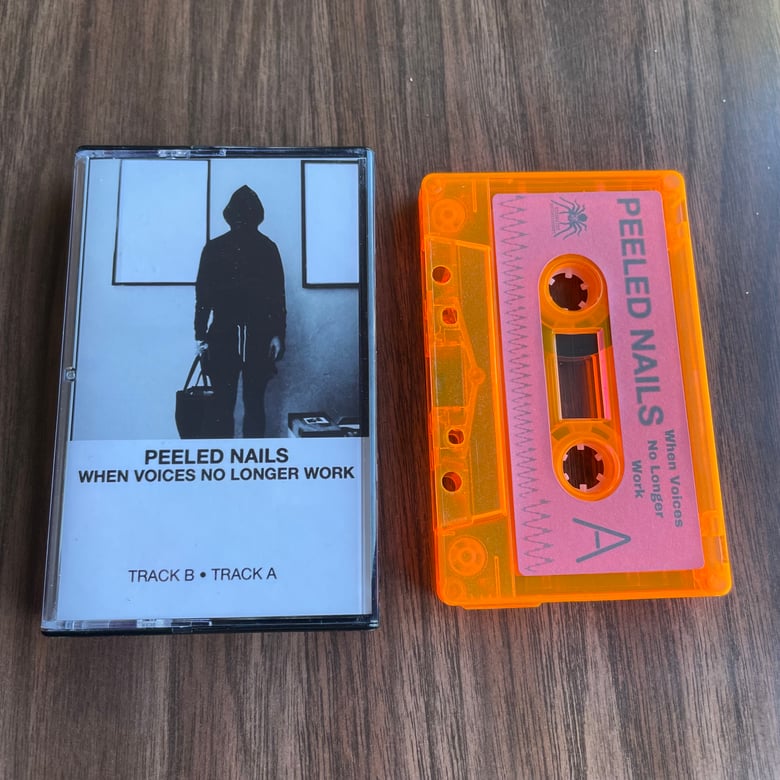 PEELED NAILS
WHEN VOICES NO LONGER WORK
TRACK B • TRACK A
PEELED NAILS
When Voices
No Longer
Work
A